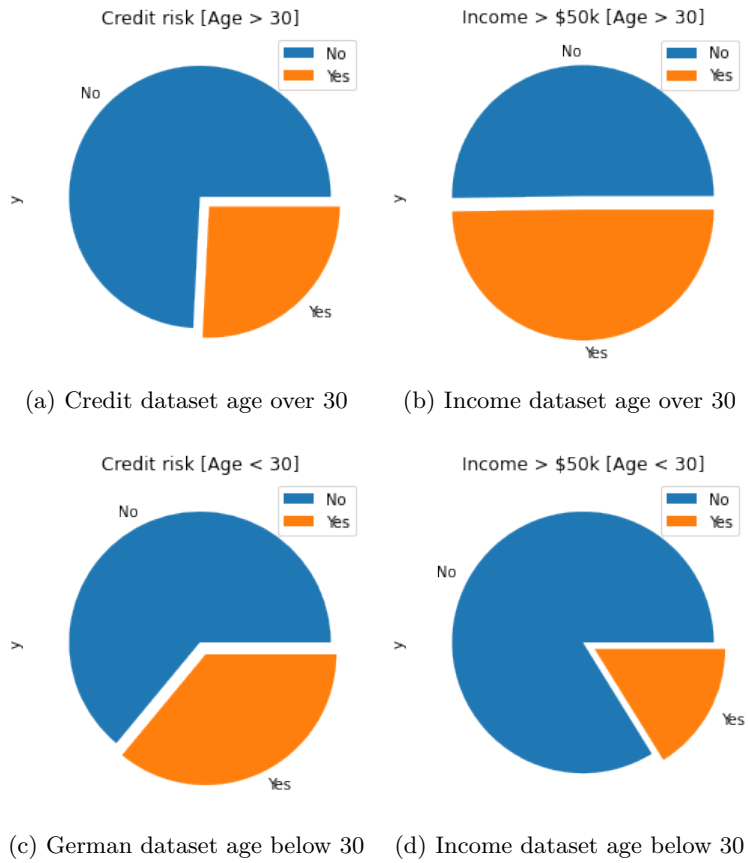 Credit risk [Age > 30]
No
Yes
No
Yes
y
(a) Credit dataset age over 30
Income > $50k [Age > 30]
No
Yes
No
Yes
y
(b) Income dataset age over 30
Credit risk [Age < 30]
No
Yes
No
Yes
y
(c) German dataset age below 30
Income > $50k [Age < 30]
No
Yes
No
Yes
y
(d) Income dataset age below 30